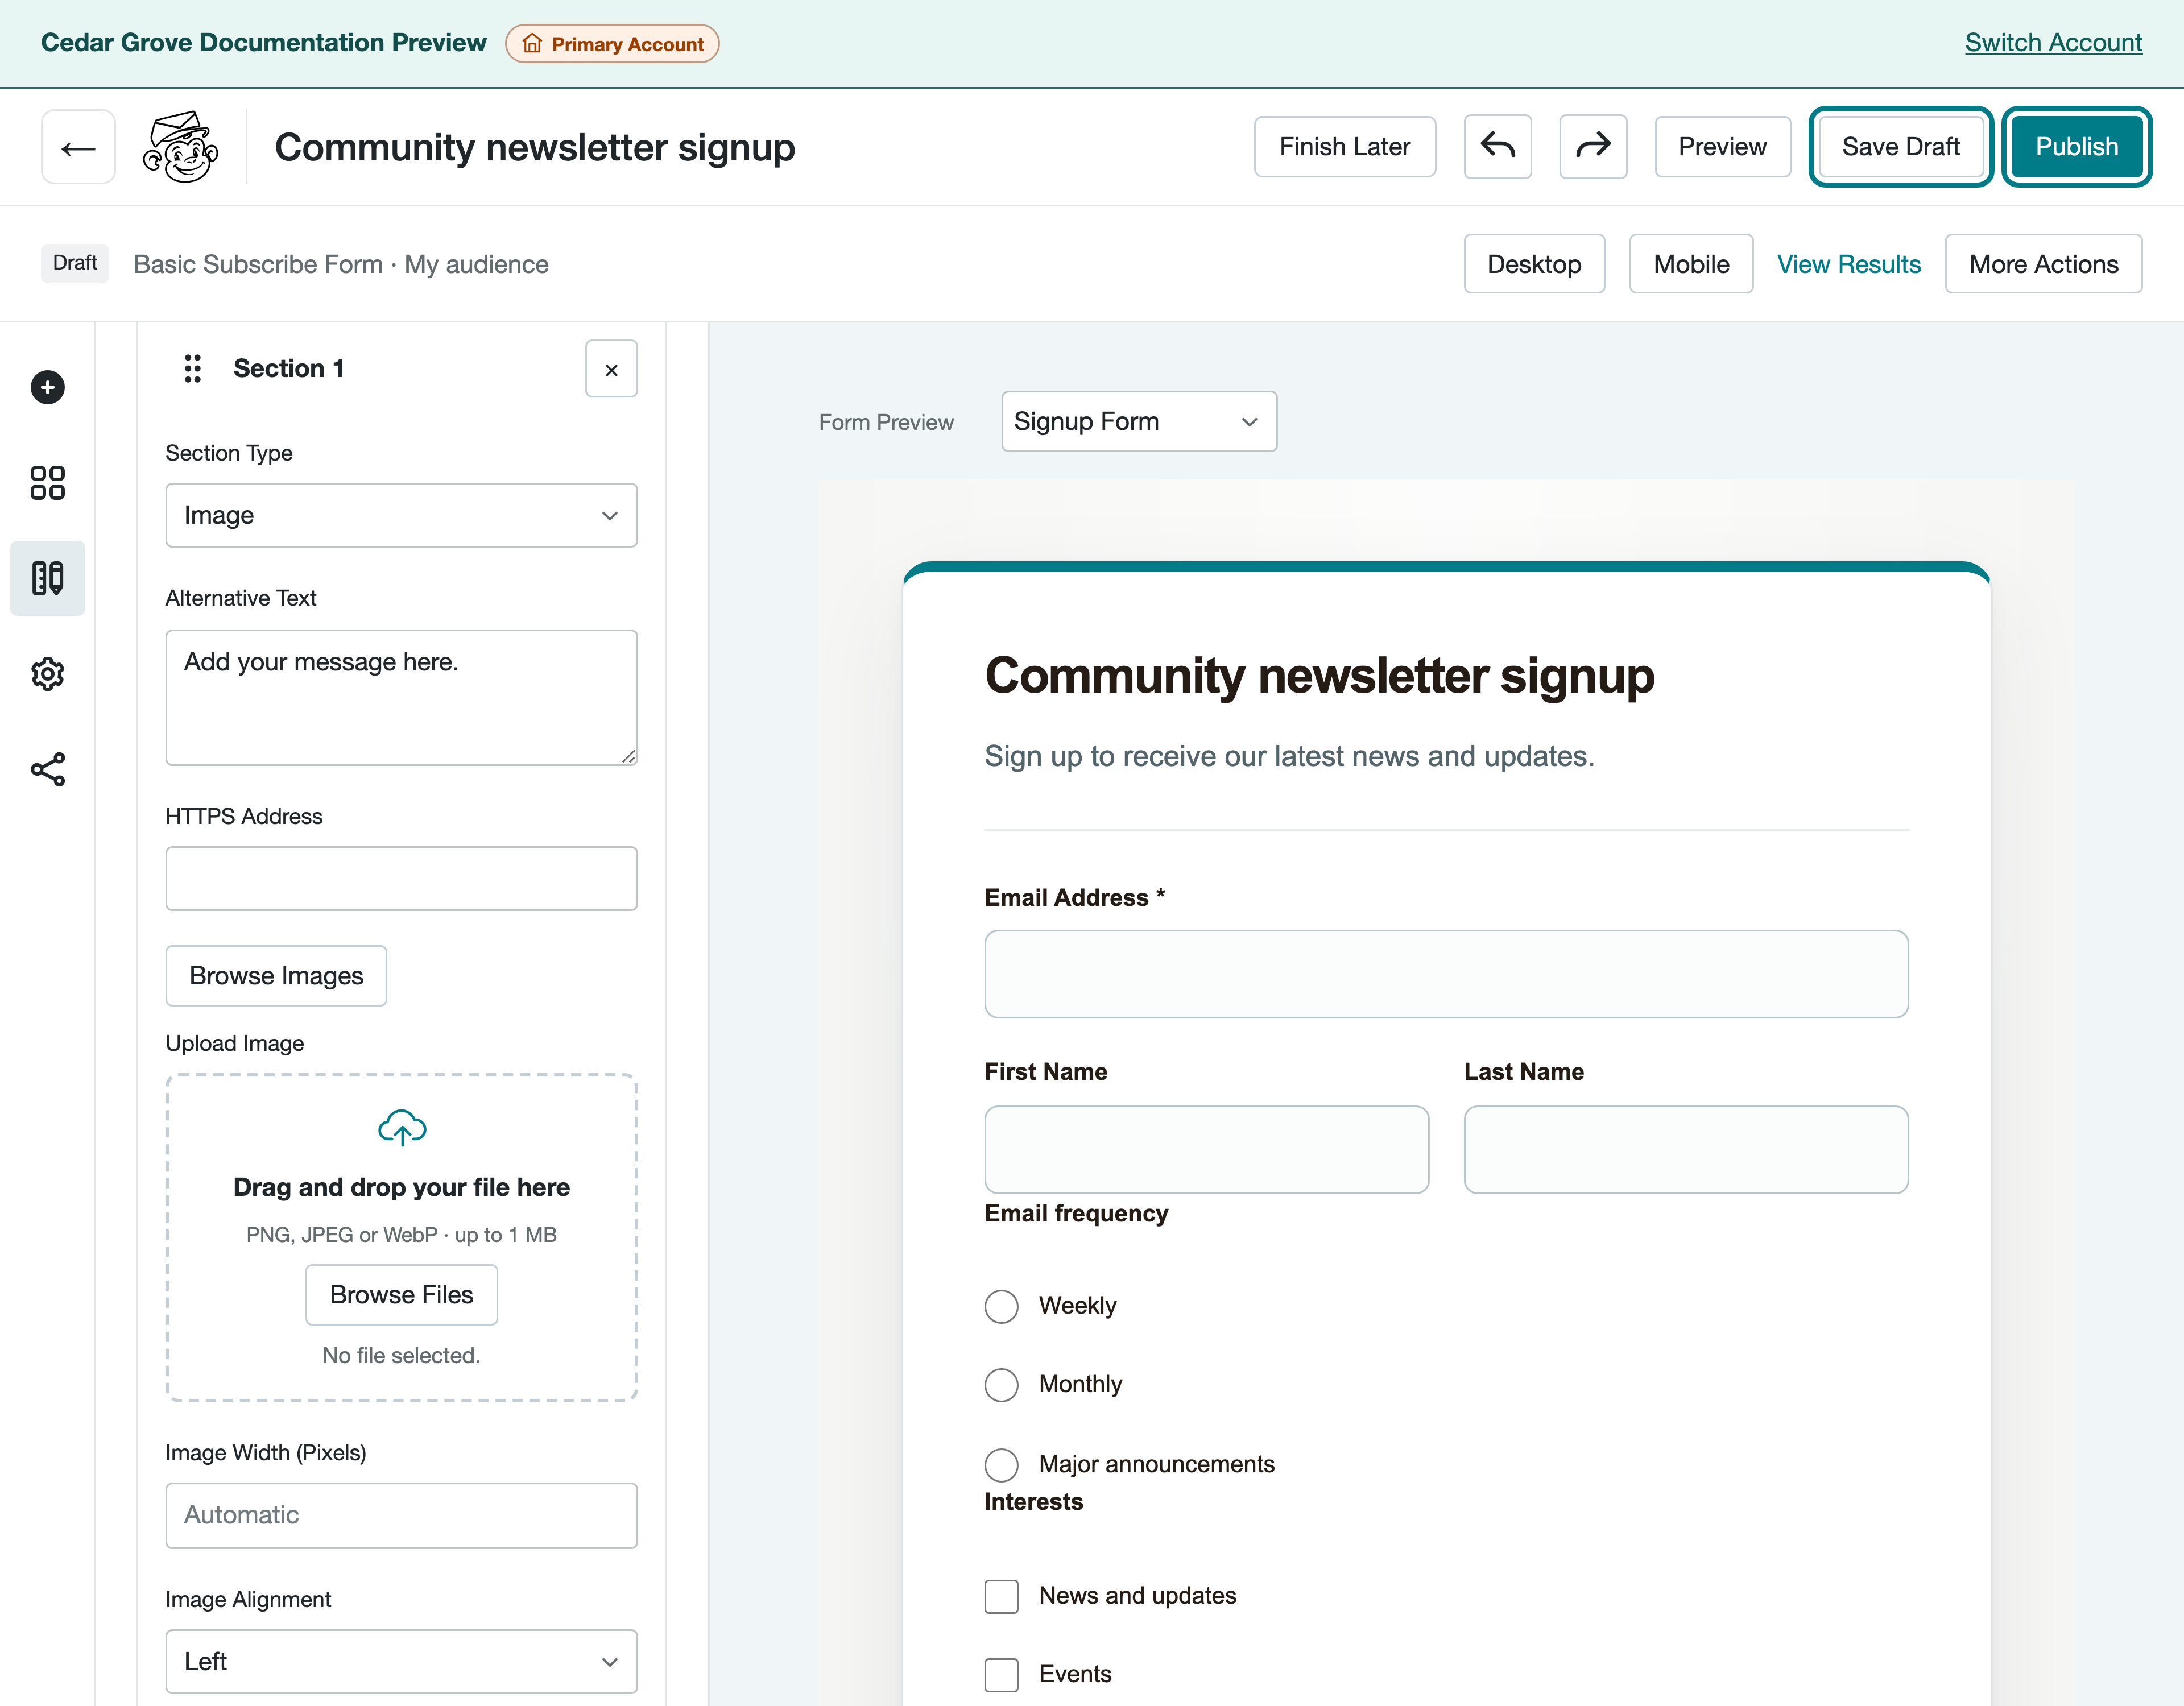 Cedar Grove Documentation Preview
Primary Account
Switch Account
Community newsletter signup
Finish Later
Preview
Save Draft
Publish
Draft
Basic Subscribe Form · My audience
Desktop
Mobile
View Results
More Actions
Section 1
×
Section Type
Image
Alternative Text
Add your message here.
HTTPS Address
Browse Images
Upload Image
Drag and drop your file here
PNG, JPEG or WebP · up to 1 MB
Browse Files
No file selected.
Image Width (Pixels)
Automatic
Image Alignment
Left
Form Preview
Signup Form
Community newsletter signup
Sign up to receive our latest news and updates.
Email Address *
First Name
Last Name
Email frequency
Weekly
Monthly
Major announcements
Interests
News and updates
Events